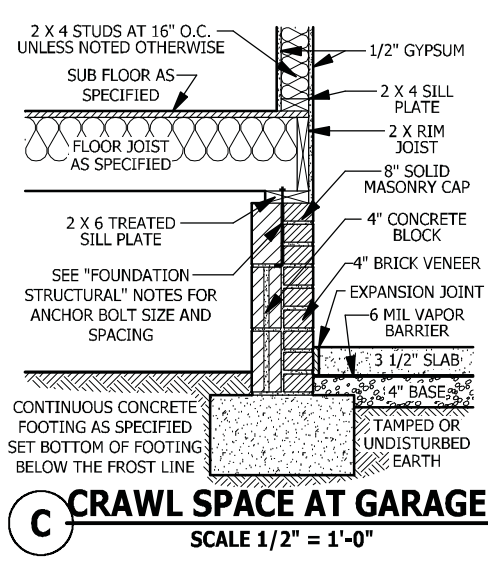 2 X 4 STUDS AT 16" O.C.
UNLESS NOTED OTHERWISE
SUB FLOOR AS
SPECIFIED
FLOOR JOIST
AS SPECIFIED
2 X 6 TREATED
SILL PLATE
SEE "FOUNDATION
STRUCTURAL" NOTES FOR
ANCHOR BOLT SIZE AND
SPACING
CONTINUOUS CONCRETE
FOOTING AS SPECIFIED
SET BOTTOM OF FOOTING
BELOW THE FROST LINE
1/2" GYPSUM
2 X 4 SILL
PLATE
2 X RIM
JOIST
8" SOLID
MASONRY CAP
4" CONCRETE
BLOCK
4" BRICK VENEER
EXPANSION JOINT
6 MIL VAPOR
BARRIER
3 1/2" SLAB
4" BASE
TAMPED OR
UNDISTURBED
EARTH
C
CRAWL SPACE AT GARAGE
SCALE 1/2" = 1'-0"